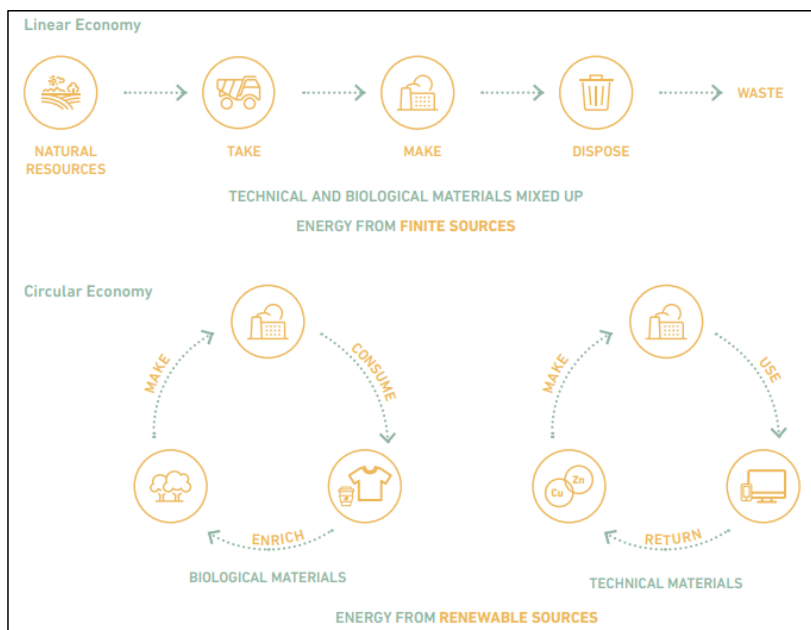 Linear Economy
WASTE
NATURAL
RESOURCES
TAKE
MAKE
DISPOSE
TECHNICAL AND BIOLOGICAL MATERIALS MIXED UP
ENERGY FROM FINITE SOURCES
Circular Economy
MAKE
CONSUME
ENRICH
BIOLOGICAL MATERIALS
MAKE
USE
Cu
Zn
RETURN
TECHNICAL MATERIALS
ENERGY FROM RENEWABLE SOURCES